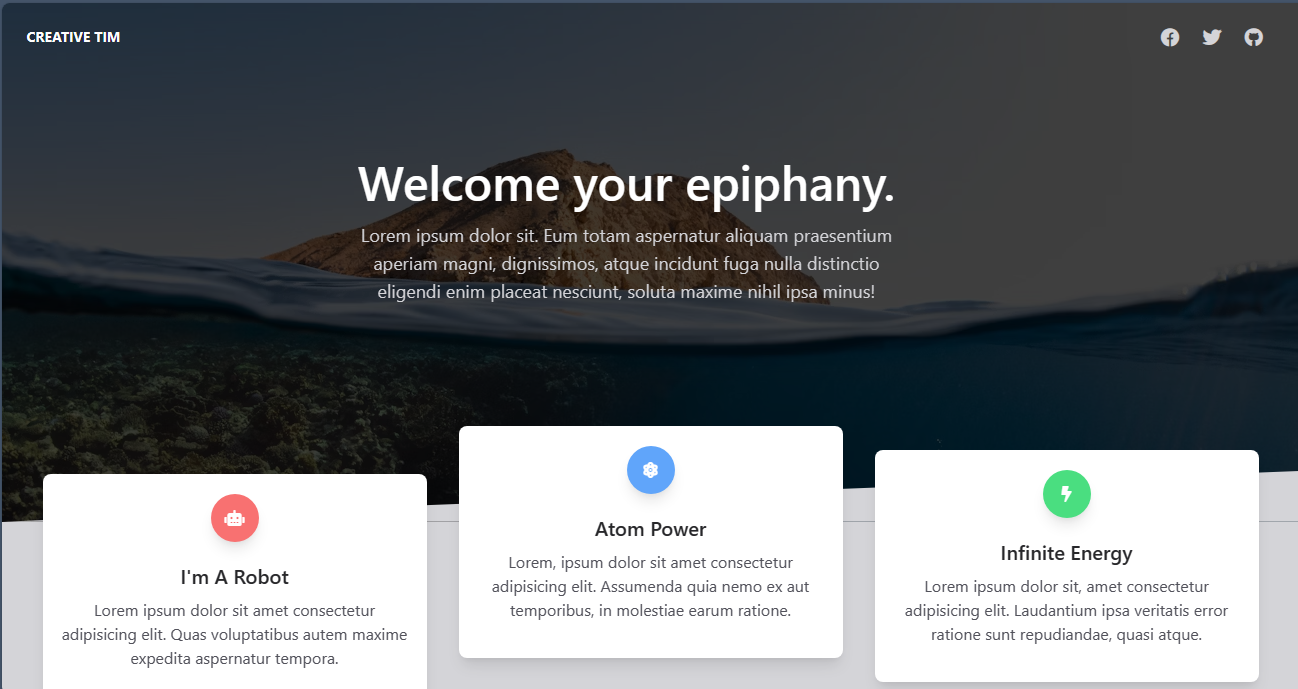 CREATIVE TIM
Welcome your epiphany.
Lorem ipsum dolor sit. Eum totam aspernatur aliquam praesentium
aperiam magni, dignissimos, atque incidunt fuga nulla distinctio
eligendi enim placeat nesciunt, soluta maxime nihil ipsa minus!
I'm A Robot
Lorem ipsum dolor sit amet consectetur
adipisicing elit. Quas voluptatibus autem maxime
expedita aspernatur tempora.
Atom Power
Lorem, ipsum dolor sit amet consectetur
adipisicing elit. Assumenda quia nemo ex aut
temporibus, in molestiae earum ratione.
Infinite Energy
Lorem ipsum dolor sit, amet consectetur
adipisicing elit. Laudantium ipsa veritatis error
ratione sunt repudiandae, quasi atque.